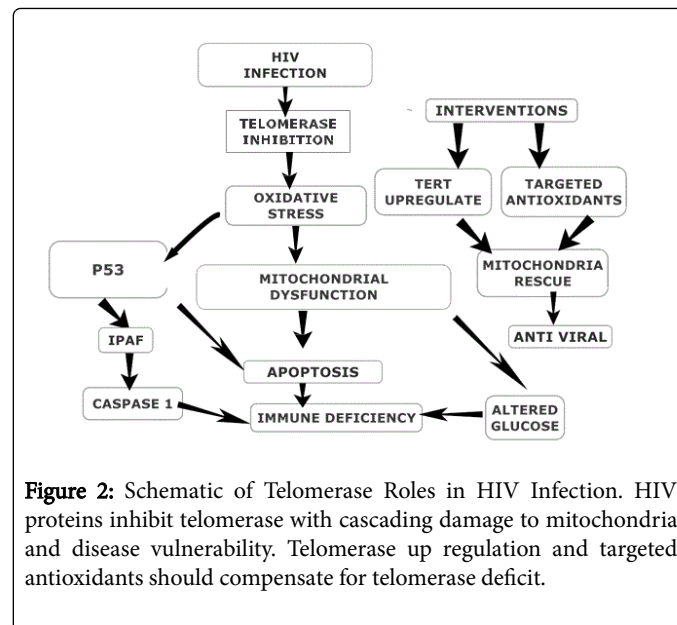 HIV
INFECTION
TELOMERASE
INHIBITION
OXIDATIVE
STRESS
P53
MITOCHONDRIAL
DYSFUNCTION
IPAF
APOPTOSIS
CASPASE 1
IMMUNE DEFICIENCY
ALTERED
GLUCOSE
INTERVENTIONS
TERT
UPREGULATE
TARGETED
ANTIOXIDANTS
MITOCHONDRIA
RESCUE
ANTI VIRAL
Figure 2: Schematic of Telomerase Roles in HIV Infection. HIV
proteins inhibit telomerase with cascading damage to mitochondria
and disease vulnerability. Telomerase up regulation and targeted
antioxidants should compensate for telomerase deficit.